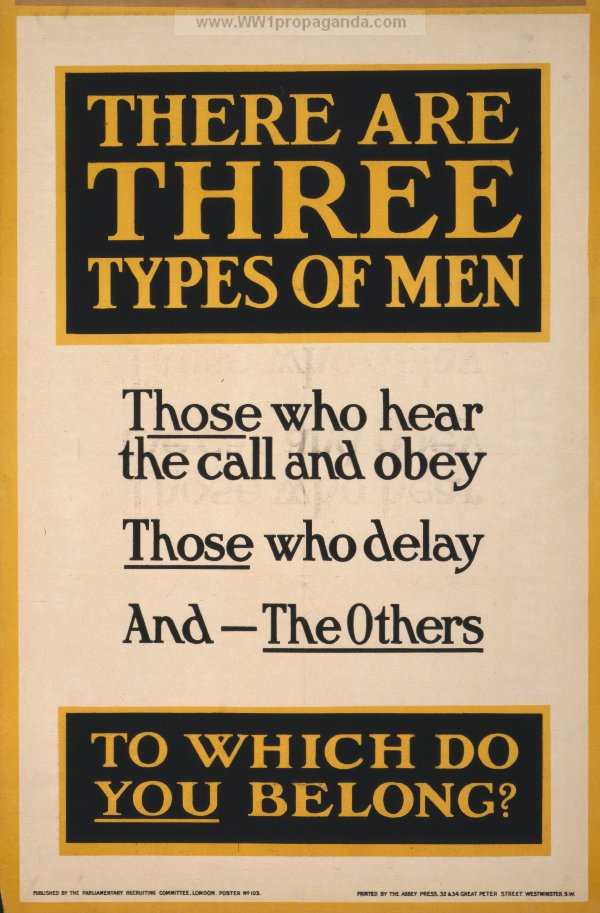 www.WW1propaganda.com
THERE ARE
THREE
TYPES OF MEN
Those who hear
the call and obey
Those who delay
And — The Others
TO WHICH DO
YOU BELONG?
PUBLISHED BY THE PARLIAMENTARY RECRUITING COMMITTEE, LONDON. POSTER Nº 103.
PRINTED BY THE ABBEY PRESS, 32 & 34, GREAT PETER STREET, WESTMINSTER, S.W.